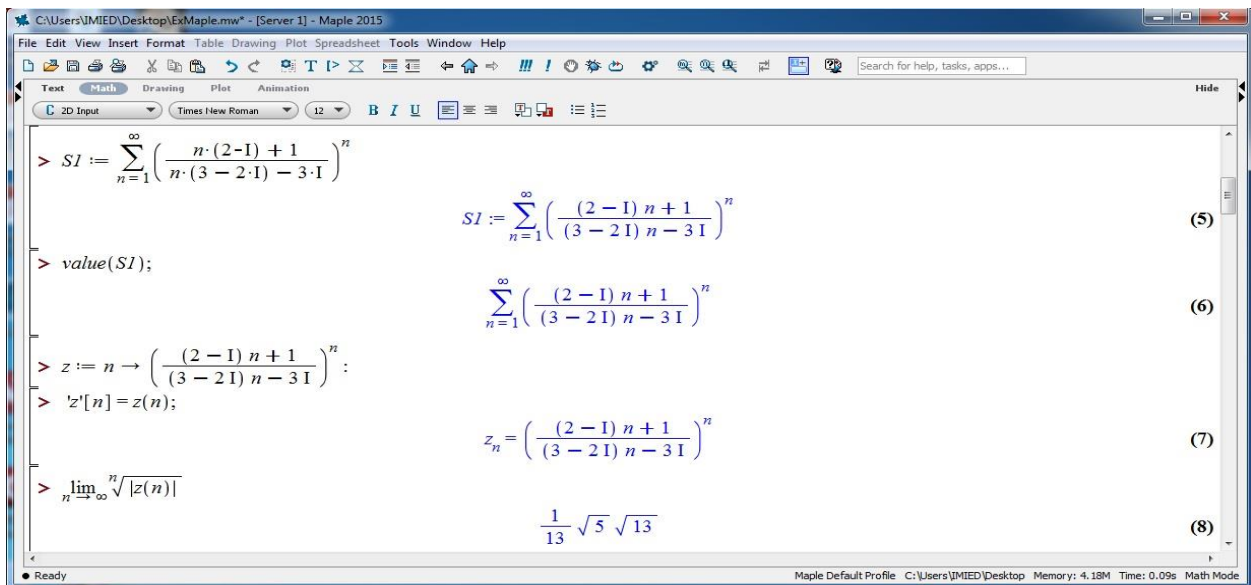 C:\Users\IMIED\Desktop\ExMaple.mw* - [Server 1] - Maple 2015
File Edit View Insert Format Table Drawing Plot Spreadsheet Tools Window Help
Search for help, tasks, apps...
Text Math Drawing Plot Animation Hide
C 2D Input Times New Roman 12 B I U
> S1 := ∑_{n=1}^{∞} ( (n·(2-I) + 1) / (n·(3 − 2·I) − 3·I) )^n
S1 := ∑_{n=1}^{∞} ( ((2 − I) n + 1) / ((3 − 2 I) n − 3 I) )^n (5)
> value(S1);
∑_{n=1}^{∞} ( ((2 − I) n + 1) / ((3 − 2 I) n − 3 I) )^n (6)
> z := n → ( ((2 − I) n + 1) / ((3 − 2 I) n − 3 I) )^n :
> 'z'[n] = z(n);
z_n = ( ((2 − I) n + 1) / ((3 − 2 I) n − 3 I) )^n (7)
> lim_{n→∞} ⁿ√|z(n)|
1/13 √5 √13 (8)
Ready Maple Default Profile C:\Users\IMIED\Desktop Memory: 4.18M Time: 0.09s Math Mode